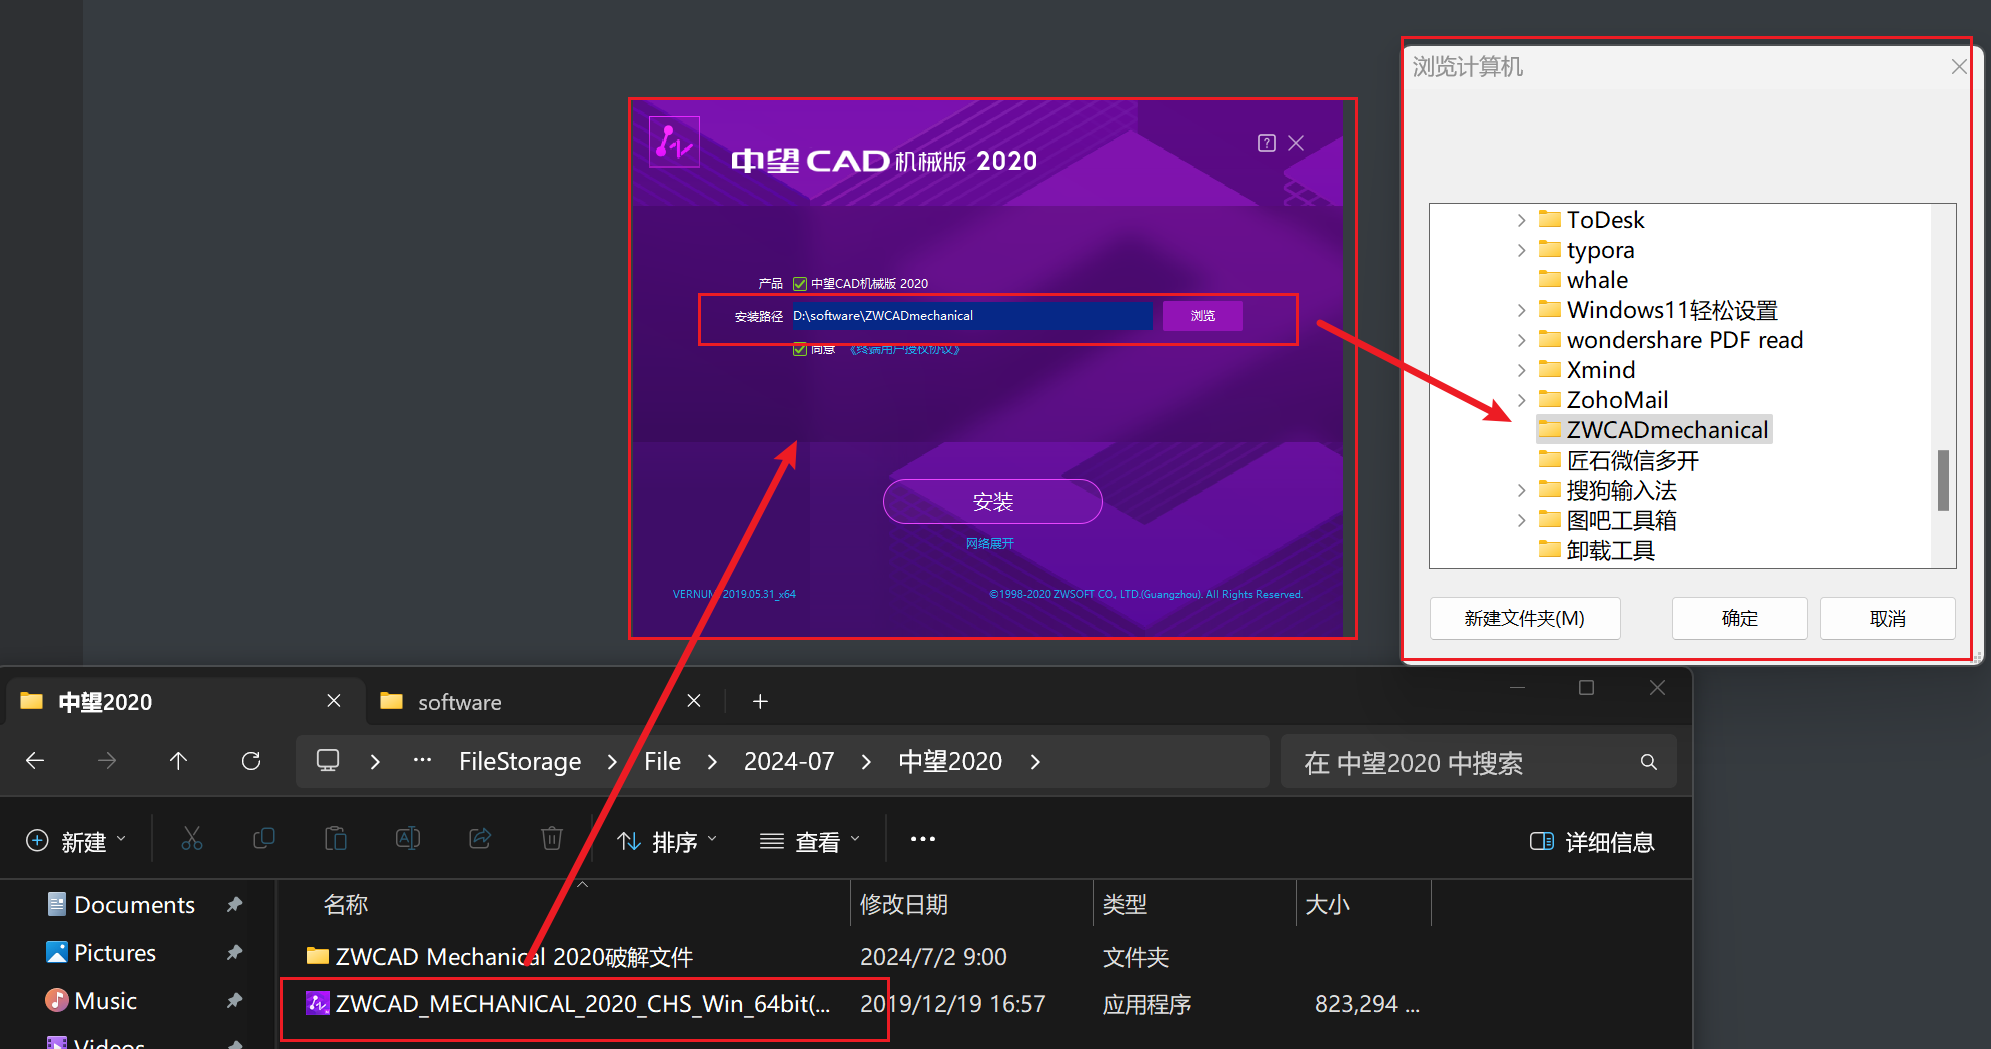 浏览计算机
中望CAD机械版 2020
产品 中望CAD机械版 2020
安装路径 D:\software\ZWCADmechanical 浏览
同意 《终端用户授权协议》
安装
网络展开
VERNUM 2019.05.31_x64
©1998-2020 ZWSOFT CO., LTD.(Guangzhou). All Rights Reserved.
ToDesk
typora
whale
Windows11轻松设置
wondershare PDF read
Xmind
ZohoMail
ZWCADmechanical
匠石微信多开
搜狗输入法
图吧工具箱
卸载工具
新建文件夹(M) 确定 取消
中望2020 software
FileStorage File 2024-07 中望2020 在 中望2020 中搜索
新建 排序 查看 详细信息
名称 修改日期 类型 大小
Documents
Pictures
Music
Videos
ZWCAD Mechanical 2020破解文件 2024/7/2 9:00 文件夹
ZWCAD_MECHANICAL_2020_CHS_Win_64bit(... 2019/12/19 16:57 应用程序 823,294 ...